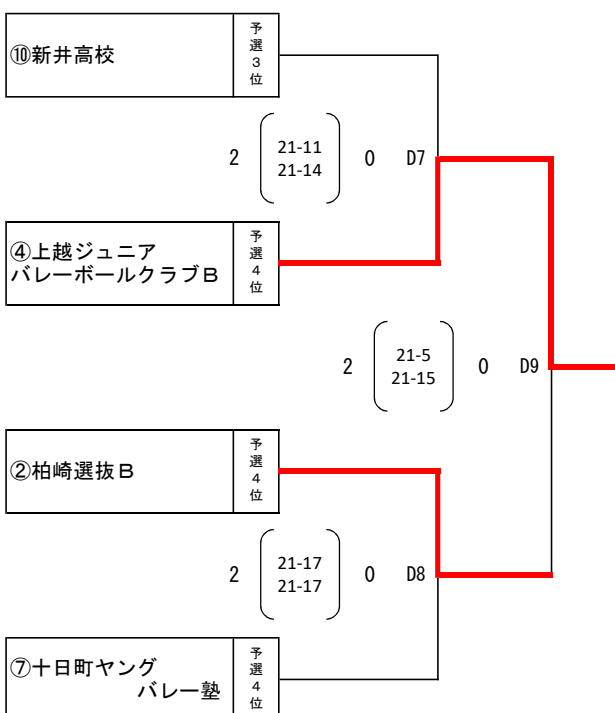 ⑩新井高校
予選3位
2
21-11
21-14
0
D7
④上越ジュニア
バレーボールクラブB
予選4位
2
21-5
21-15
0
D9
②柏崎選抜B
予選4位
2
21-17
21-17
0
D8
⑦十日町ヤング
バレー塾
予選4位